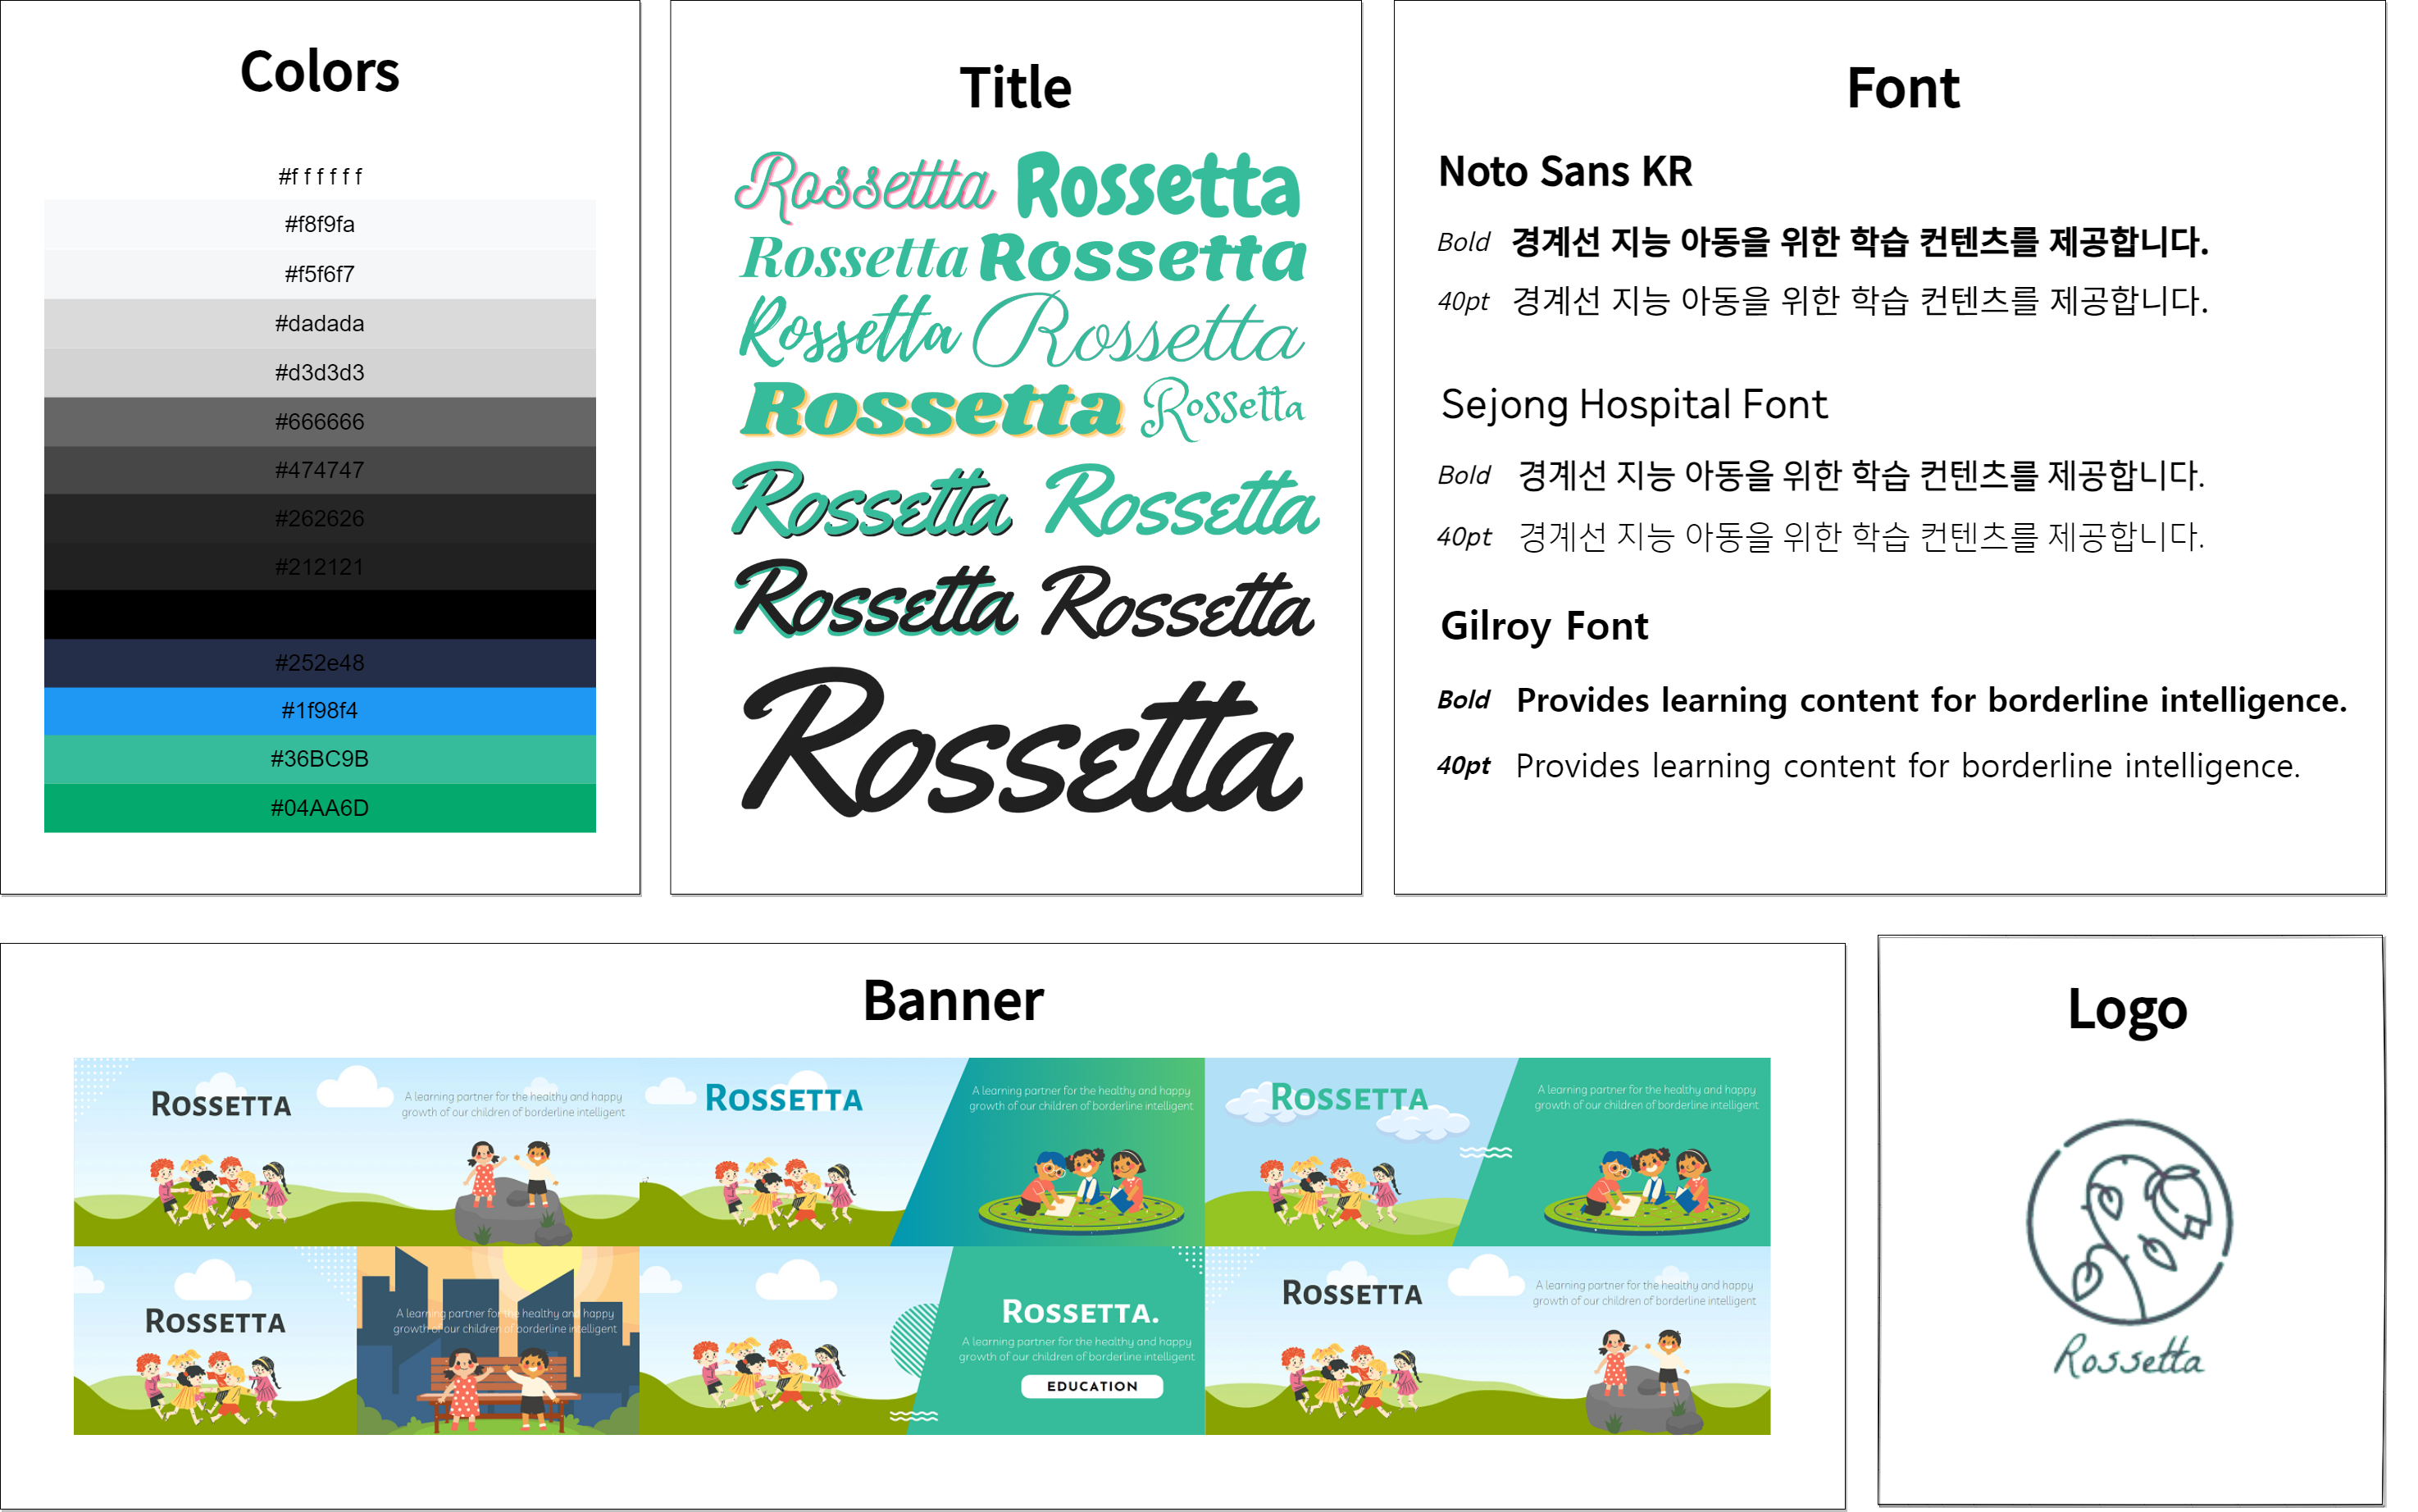 Colors
#f f f f f f
#f8f9fa
#f5f6f7
#dadada
#d3d3d3
#666666
#474747
#262626
#212121
#252e48
#1f98f4
#36BC9B
#04AA6D
Title
Rossettta Rossetta
Rossetta Rossetta
Rossetta Rossetta
Rossetta Rossetta
Rossetta Rossetta
Rossetta Rossetta
Rossetta
Font
Noto Sans KR
Bold 경계선 지능 아동을 위한 학습 컨텐츠를 제공합니다.
40pt 경계선 지능 아동을 위한 학습 컨텐츠를 제공합니다.
Sejong Hospital Font
Bold 경계선 지능 아동을 위한 학습 컨텐츠를 제공합니다.
40pt 경계선 지능 아동을 위한 학습 컨텐츠를 제공합니다.
Gilroy Font
Bold Provides learning content for borderline intelligence.
40pt Provides learning content for borderline intelligence.
Banner
ROSSETTA
A learning partner for the healthy and happy
growth of our children of borderline intelligent
ROSSETTA
A learning partner for the healthy and happy
growth of our children of borderline intelligent
ROSSETTA
A learning partner for the healthy and happy
growth of our children of borderline intelligent
ROSSETTA
A learning partner for the healthy and happy
growth of our children of borderline intelligent
ROSSETTA.
A learning partner for the healthy and happy
growth of our children of borderline intelligent
EDUCATION
ROSSETTA
A learning partner for the healthy and happy
growth of our children of borderline intelligent
Logo
Rossetta